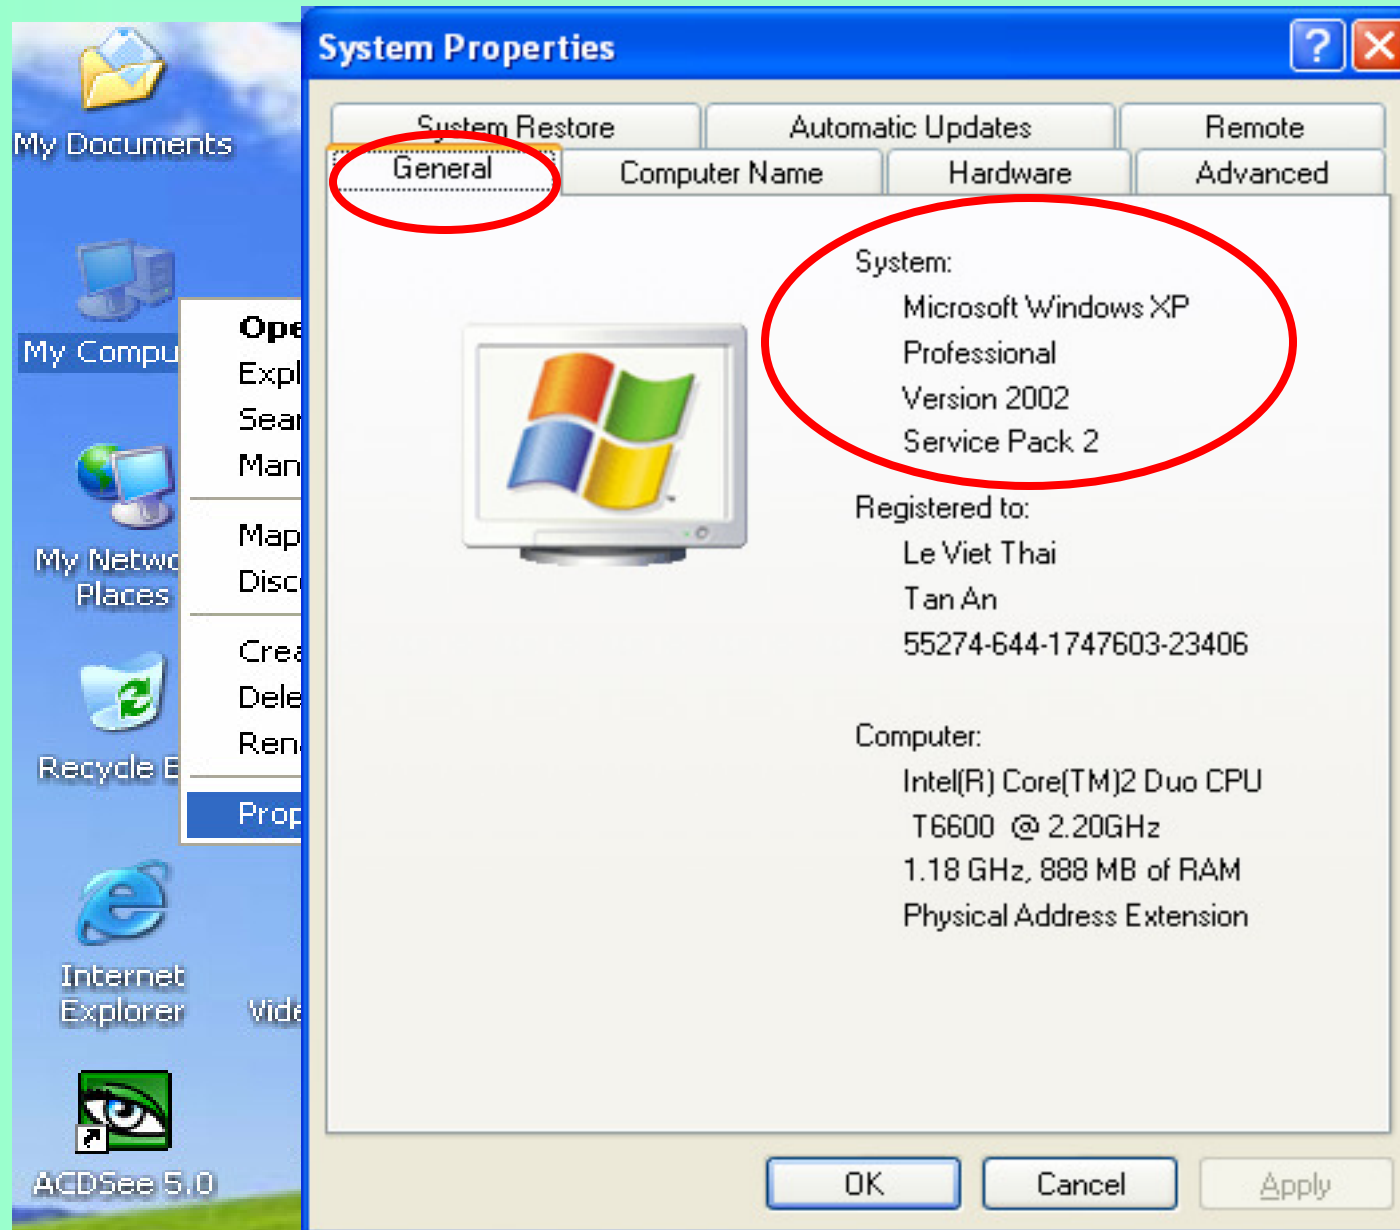 My Documents
My Compu
My Netwo
Places
Recycle B
Internet
Explorer
Vide
ACDSee 5.0
Ope
Expl
Sear
Man
Map
Disco
Crea
Dele
Rena
Prop
System Properties
System Restore
Automatic Updates
Remote
General
Computer Name
Hardware
Advanced
System:
Microsoft Windows XP
Professional
Version 2002
Service Pack 2
Registered to:
Le Viet Thai
Tan An
55274-644-1747603-23406
Computer:
Intel(R) Core(TM)2 Duo CPU
T6600 @ 2.20GHz
1.18 GHz, 888 MB of RAM
Physical Address Extension
OK
Cancel
Apply